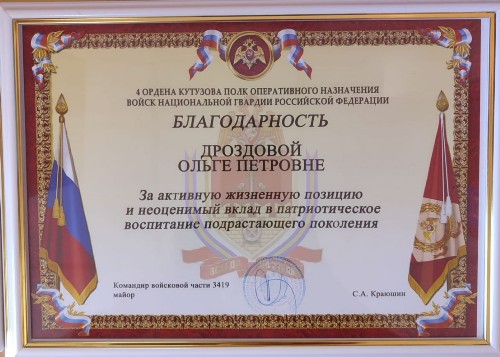 4 ОРДЕНА КУТУЗОВА ПОЛК ОПЕРАТИВНОГО НАЗНАЧЕНИЯ
ВОЙСК НАЦИОНАЛЬНОЙ ГВАРДИИ РОССИЙСКОЙ ФЕДЕРАЦИИ
БЛАГОДАРНОСТЬ
ДРОЗДОВОЙ
ОЛЬГЕ ПЕТРОВНЕ
За активную жизненную позицию
и неоценимый вклад в патриотическое
воспитание подрастающего поколения
Командир войсковой части 3419
майор
С.А. Краюшин